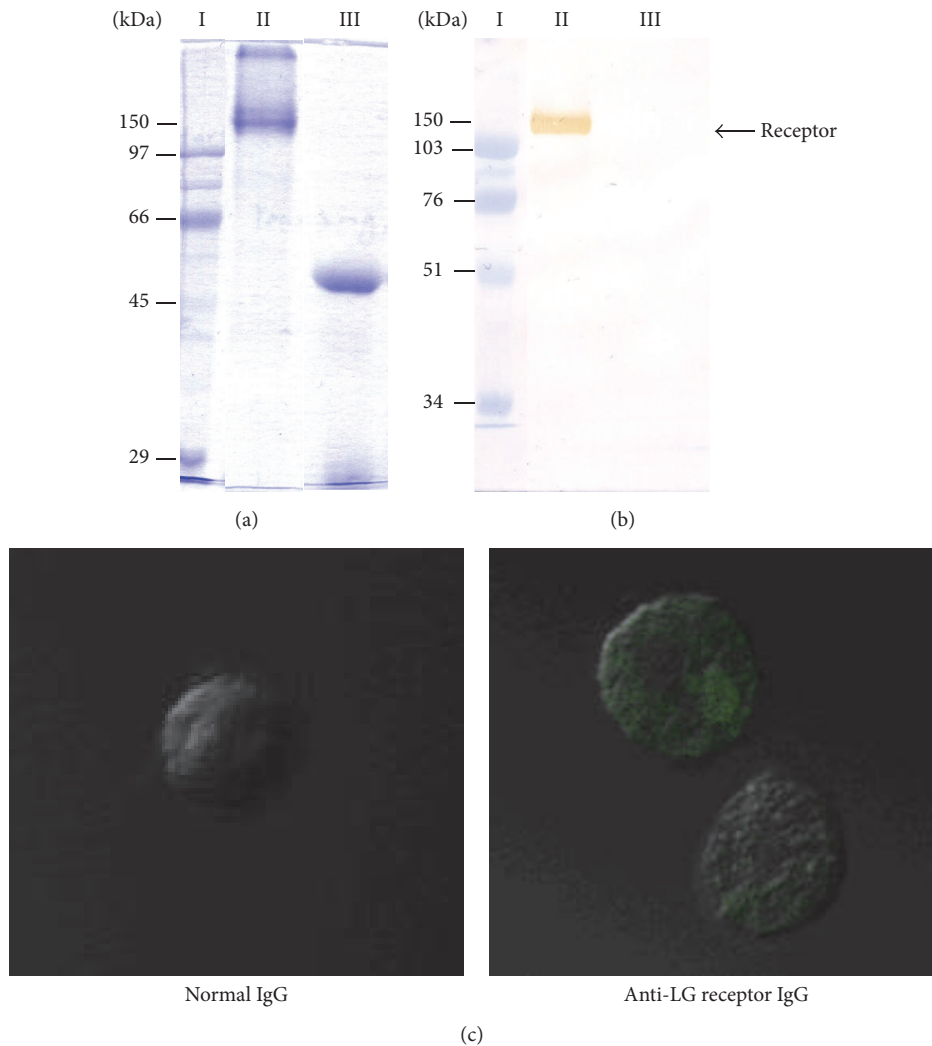 (kDa) I II III
150
97
66
45
29
(a)
(kDa) I II III
150
103
76
51
34
Receptor
(b)
Normal IgG
Anti-LG receptor IgG
(c)